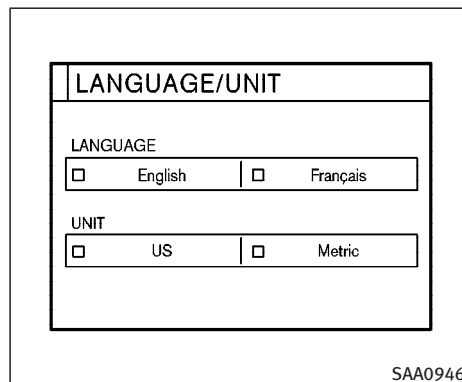 LANGUAGE/UNIT
LANGUAGE
English Français
UNIT
US Metric
SAA0946